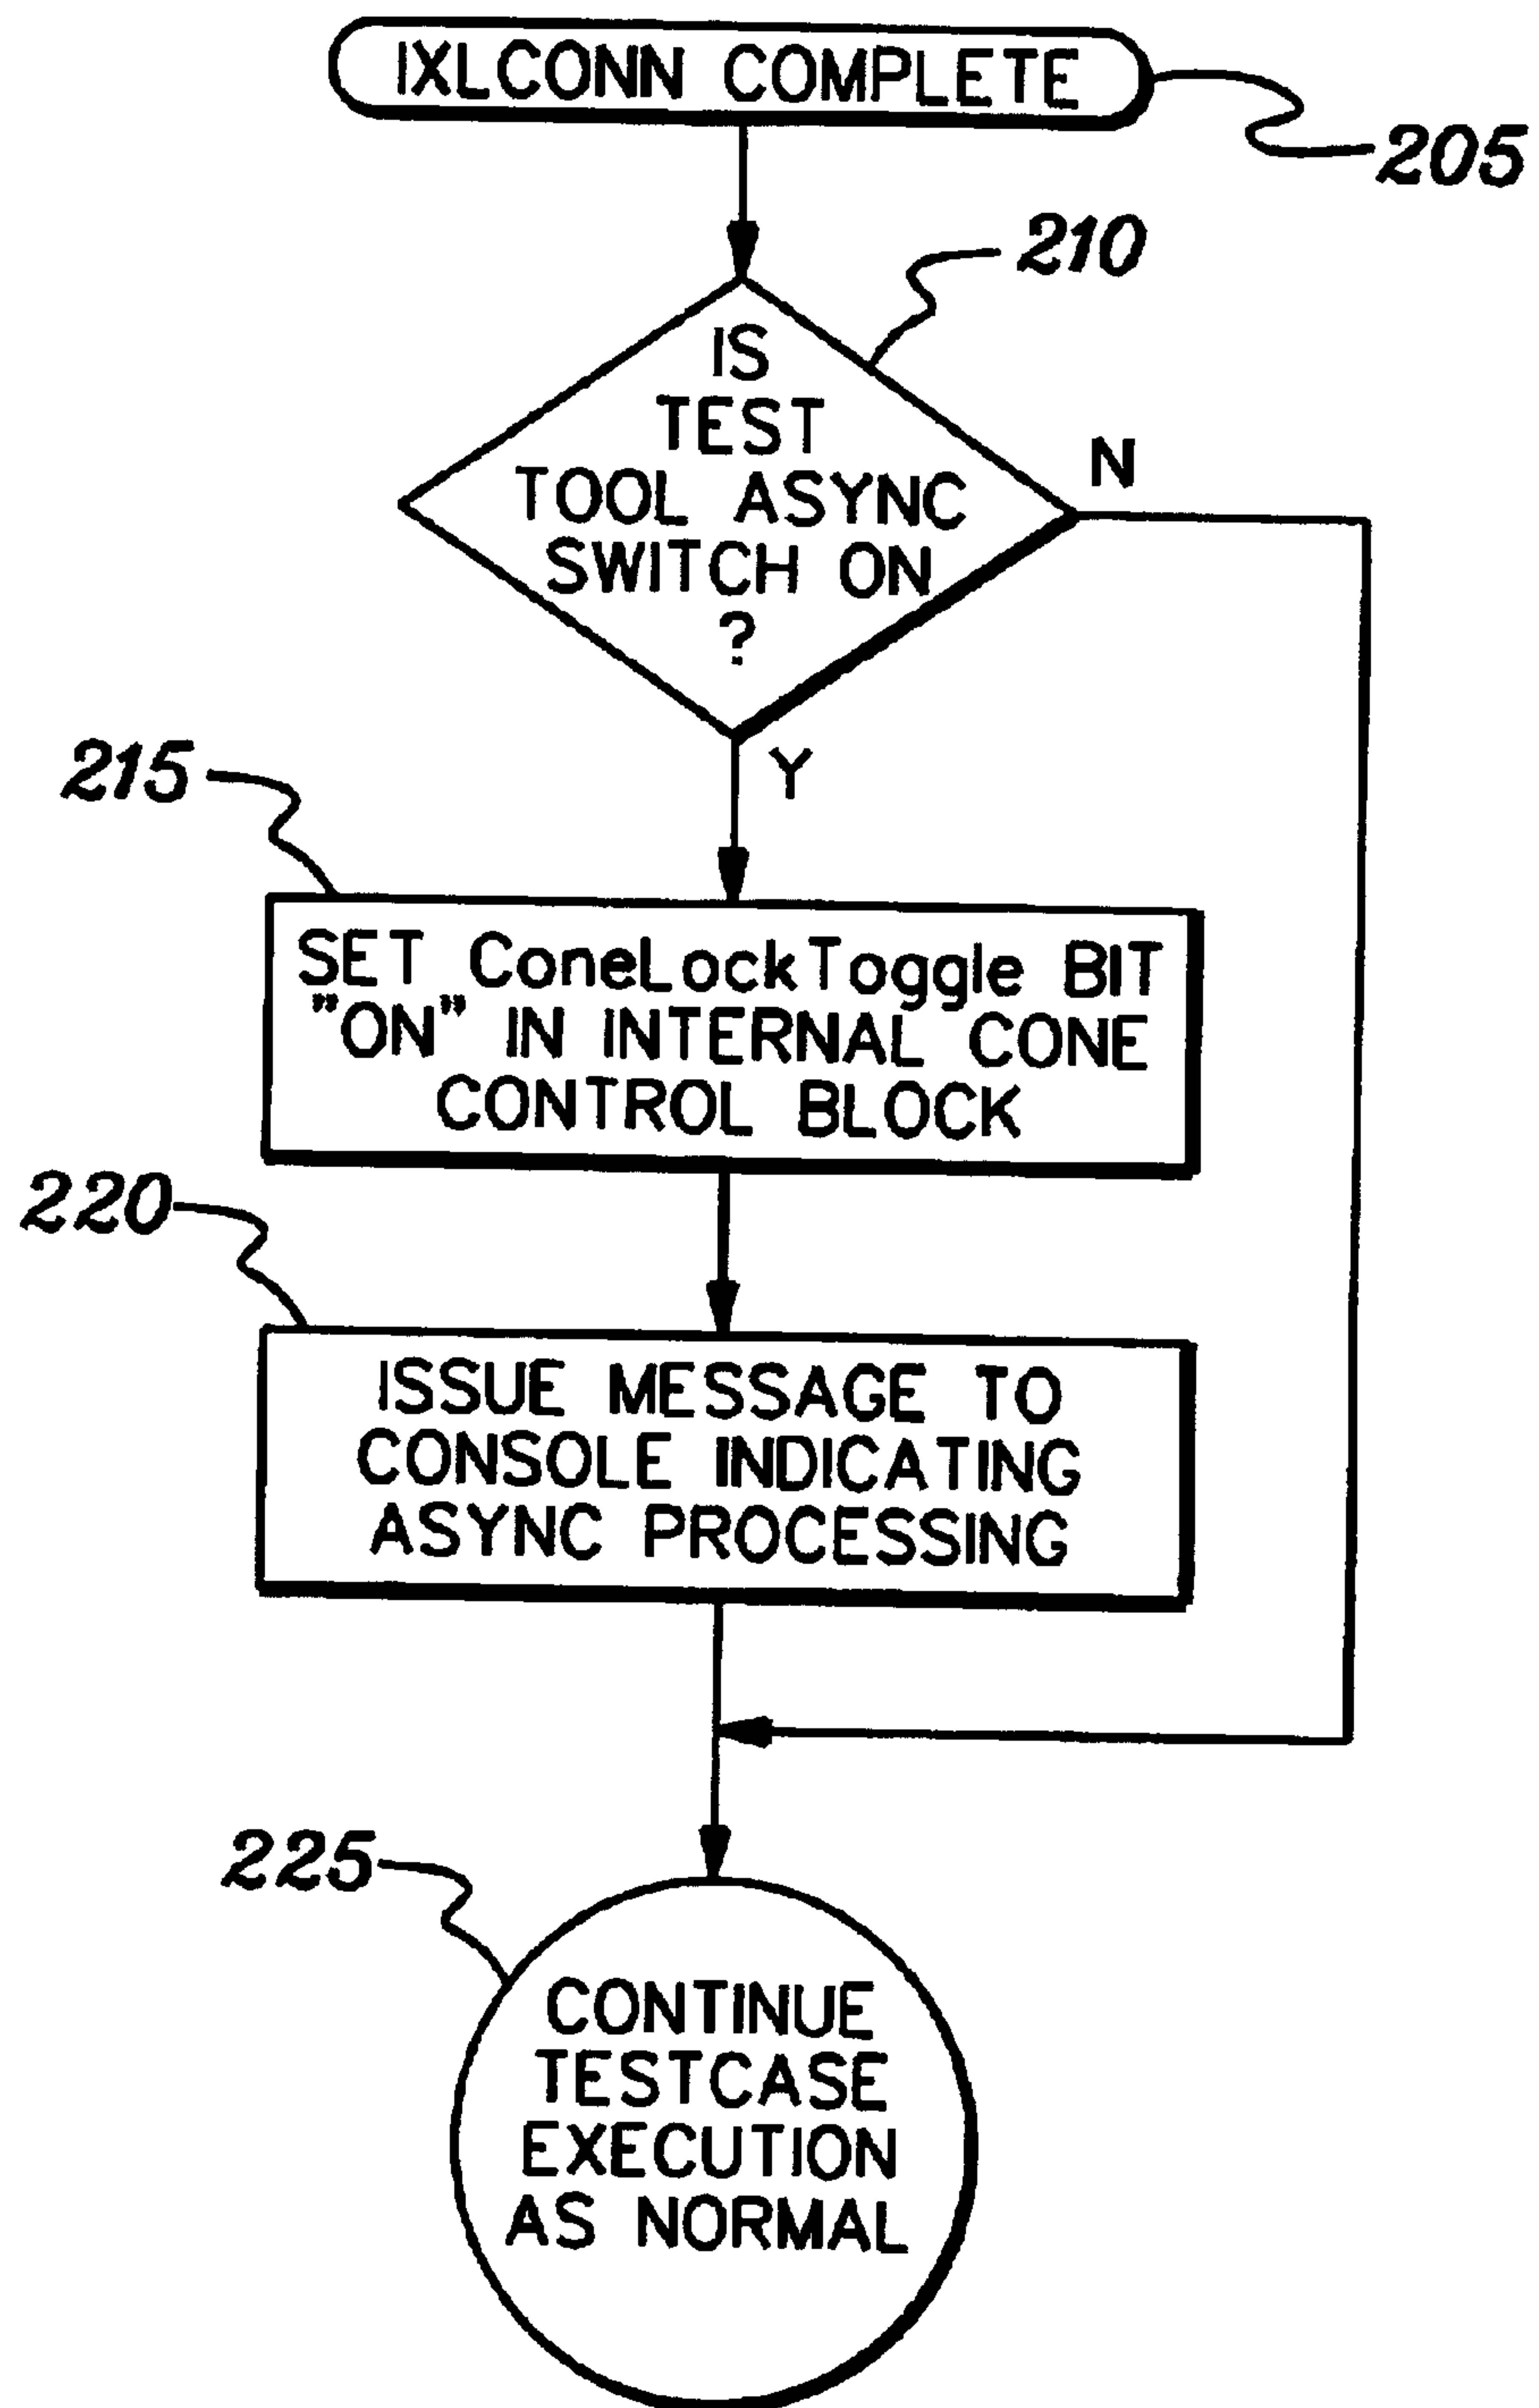 IXLCONN COMPLETE
205
210
IS
TEST
TOOL ASYNC
SWITCH ON
?
N
Y
215
SET ConeLockToggle BIT
"ON" IN INTERNAL CONE
CONTROL BLOCK
220
ISSUE MESSAGE TO
CONSOLE INDICATING
ASYNC PROCESSING
225
CONTINUE
TESTCASE
EXECUTION
AS NORMAL